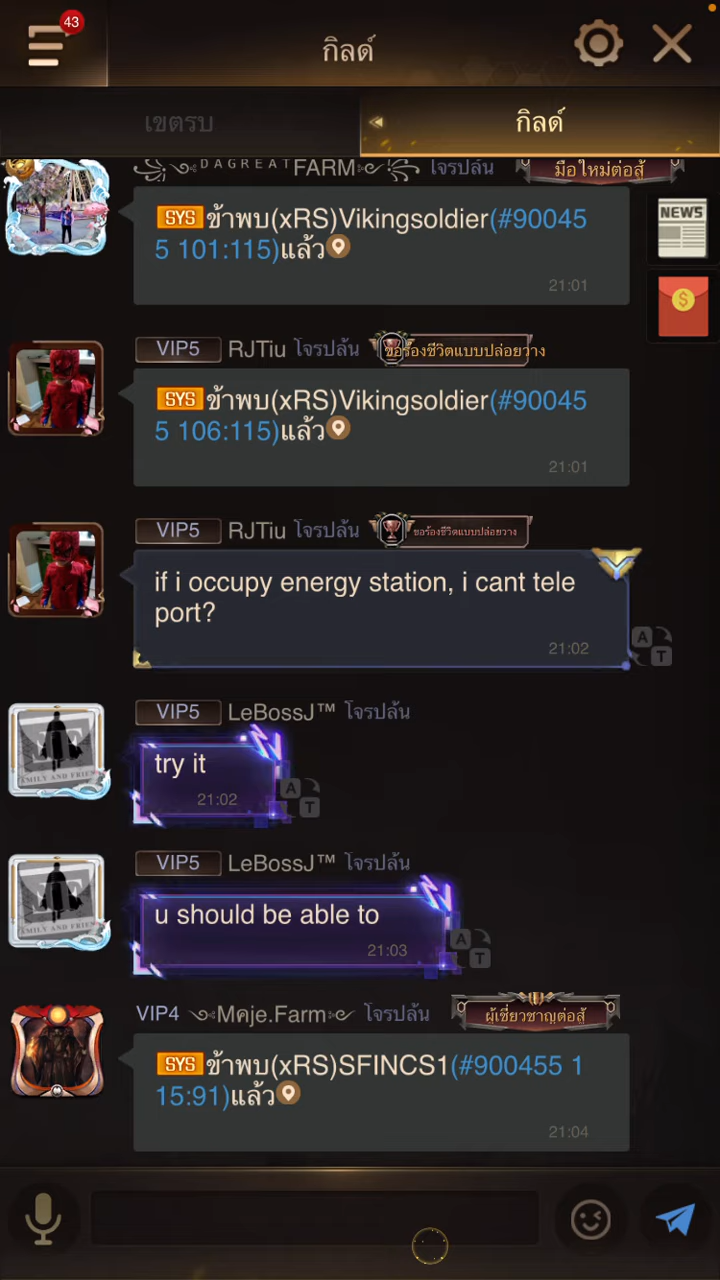 43
กิลด์
เขตรบ
กิลด์
DAGREATFARM โจรปล้น มือใหม่ต่อสู้
NEWS
SYS ข้าพบ(xRS)Vikingsoldier(#90045
5 101:115)แล้ว
21:01
VIP5 RJTiu โจรปล้น ขอร้องชีวิตแบบปล่อยวาง
SYS ข้าพบ(xRS)Vikingsoldier(#90045
5 106:115)แล้ว
21:01
VIP5 RJTiu โจรปล้น ขอร้องชีวิตแบบปล่อยวาง
if i occupy energy station, i cant tele
port?
21:02
A T
VIP5 LeBossJ™ โจรปล้น
try it
21:02
A T
VIP5 LeBossJ™ โจรปล้น
u should be able to
21:03
A T
VIP4 Mคje.Farm โจรปล้น ผู้เชี่ยวชาญต่อสู้
SYS ข้าพบ(xRS)SFINCS1(#900455 1
15:91)แล้ว
21:04